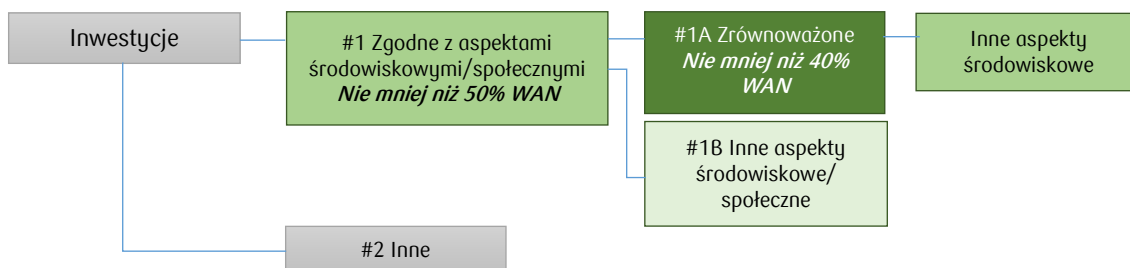 Inwestycje
#1 Zgodne z aspektami
środowiskowymi/społecznymi
Nie mniej niż 50% WAN
#1A Zrównoważone
Nie mniej niż 40%
WAN
Inne aspekty
środowiskowe
#1B Inne aspekty
środowiskowe/
społeczne
#2 Inne